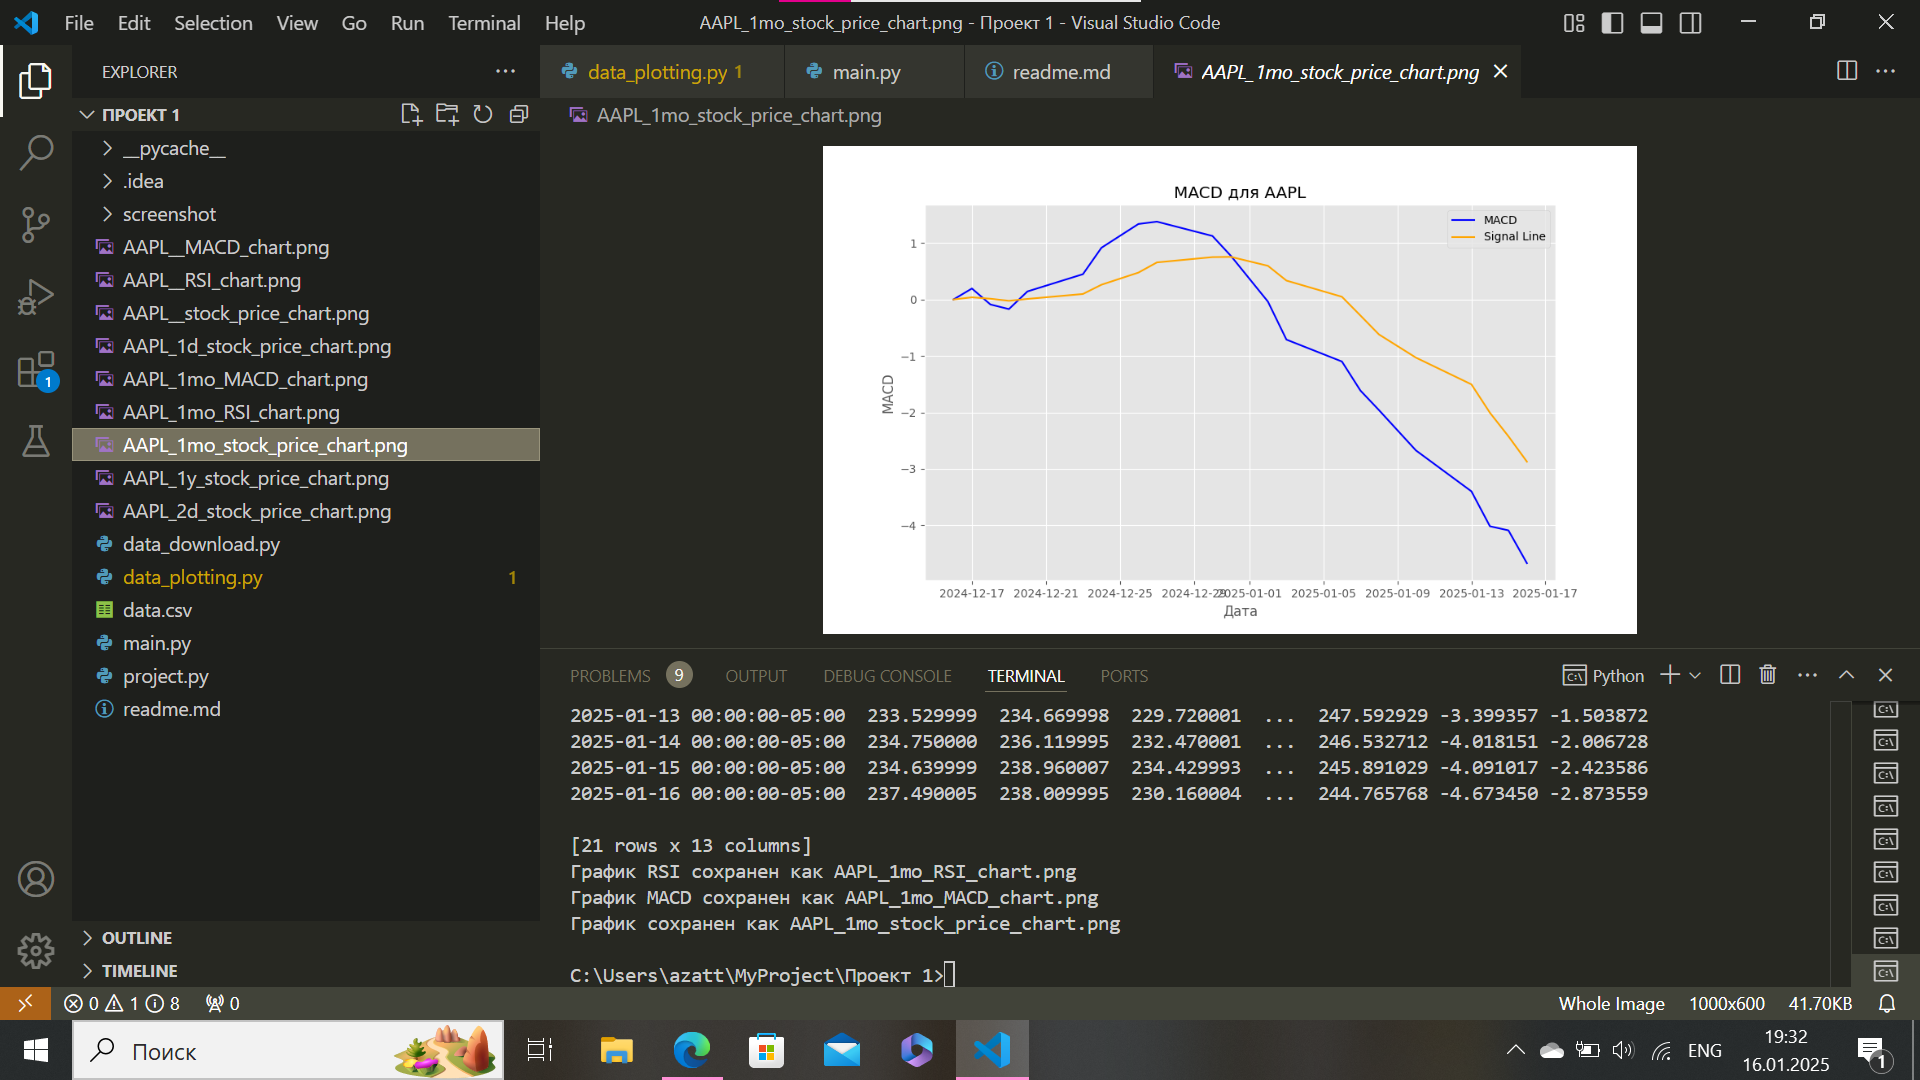 File Edit Selection View Go Run Terminal Help
AAPL_1mo_stock_price_chart.png - Проект 1 - Visual Studio Code
EXPLORER
ПРОЕКТ 1
__pycache__
.idea
screenshot
AAPL__MACD_chart.png
AAPL__RSI_chart.png
AAPL__stock_price_chart.png
AAPL_1d_stock_price_chart.png
AAPL_1mo_MACD_chart.png
AAPL_1mo_RSI_chart.png
AAPL_1mo_stock_price_chart.png
AAPL_1y_stock_price_chart.png
AAPL_2d_stock_price_chart.png
data_download.py
data_plotting.py 1
data.csv
main.py
project.py
readme.md
OUTLINE
TIMELINE
1
data_plotting.py 1
main.py
readme.md
AAPL_1mo_stock_price_chart.png
AAPL_1mo_stock_price_chart.png
MACD для AAPL
MACD
Signal Line
1
0
−1
−2
−3
−4
MACD
2024-12-17 2024-12-21 2024-12-25 2024-12-29 2025-01-01 2025-01-05 2025-01-09 2025-01-13 2025-01-17
Дата
PROBLEMS 9 OUTPUT DEBUG CONSOLE TERMINAL PORTS
Python
2025-01-13 00:00:00-05:00 233.529999 234.669998 229.720001 ... 247.592929 -3.399357 -1.503872
2025-01-14 00:00:00-05:00 234.750000 236.119995 232.470001 ... 246.532712 -4.018151 -2.006728
2025-01-15 00:00:00-05:00 234.639999 238.960007 234.429993 ... 245.891029 -4.091017 -2.423586
2025-01-16 00:00:00-05:00 237.490005 238.009995 230.160004 ... 244.765768 -4.673450 -2.873559
[21 rows x 13 columns]
График RSI сохранен как AAPL_1mo_RSI_chart.png
График MACD сохранен как AAPL_1mo_MACD_chart.png
График сохранен как AAPL_1mo_stock_price_chart.png
C:\Users\azatt\MyProject\Проект 1>
0 1 8 0
Whole Image 1000x600 41.70KB
Поиск
ENG
19:32
16.01.2025
1